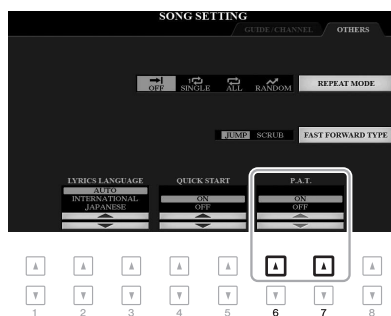 SONG SETTING
GUIDE/CHANNEL OTHERS
OFF 1 SINGLE ALL RANDOM REPEAT MODE
JUMP SCRUB FAST FORWARD TYPE
LYRICS LANGUAGE QUICK START P.A.T.
AUTO
INTERNATIONAL ON ON
JAPANESE OFF OFF
1 2 3 4 5 6 7 8